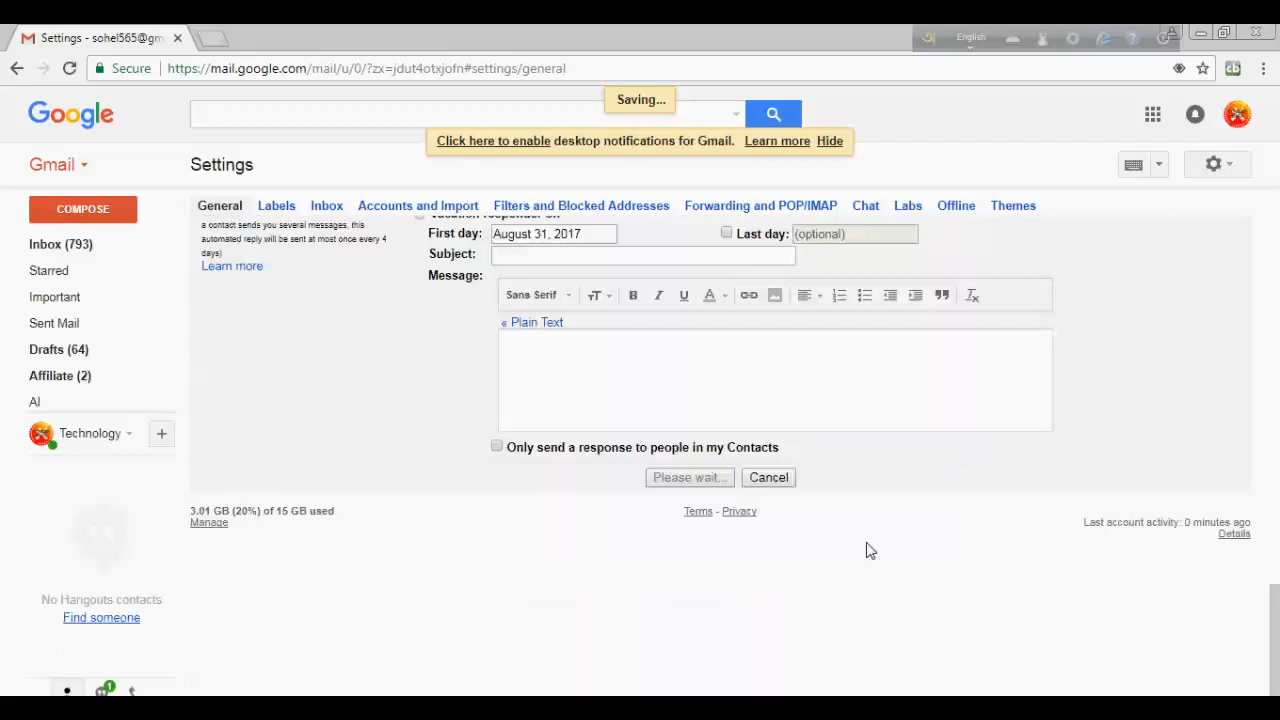 Settings - sohel565@gm
English
Secure
https://mail.google.com/mail/u/0/?zx=jdut4otxjofn#settings/general
Saving...
Google
Click here to enable desktop notifications for Gmail. Learn more Hide
Gmail
Settings
COMPOSE
General Labels Inbox Accounts and Import Filters and Blocked Addresses Forwarding and POP/IMAP Chat Labs Offline Themes
Inbox (793)
Starred
Important
Sent Mail
Drafts (64)
Affiliate (2)
AI
Technology
No Hangouts contacts
Find someone
1
a contact sends you several messages, this
automated reply will be sent at most once every 4
days)
Learn more
Vacation responder on
First day: August 31, 2017 Last day: (optional)
Subject:
Message:
Sans Serif
« Plain Text
Only send a response to people in my Contacts
Please wait... Cancel
3.01 GB (20%) of 15 GB used
Manage
Terms - Privacy
Last account activity: 0 minutes ago
Details